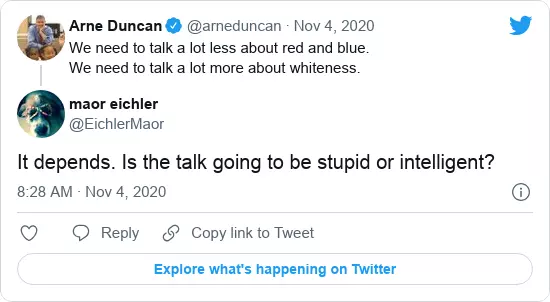 Arne Duncan @arneduncan · Nov 4, 2020
We need to talk a lot less about red and blue.
We need to talk a lot more about whiteness.
maor eichler
@EichlerMaor
It depends. Is the talk going to be stupid or intelligent?
8:28 AM · Nov 4, 2020
Reply
Copy link to Tweet
Explore what's happening on Twitter